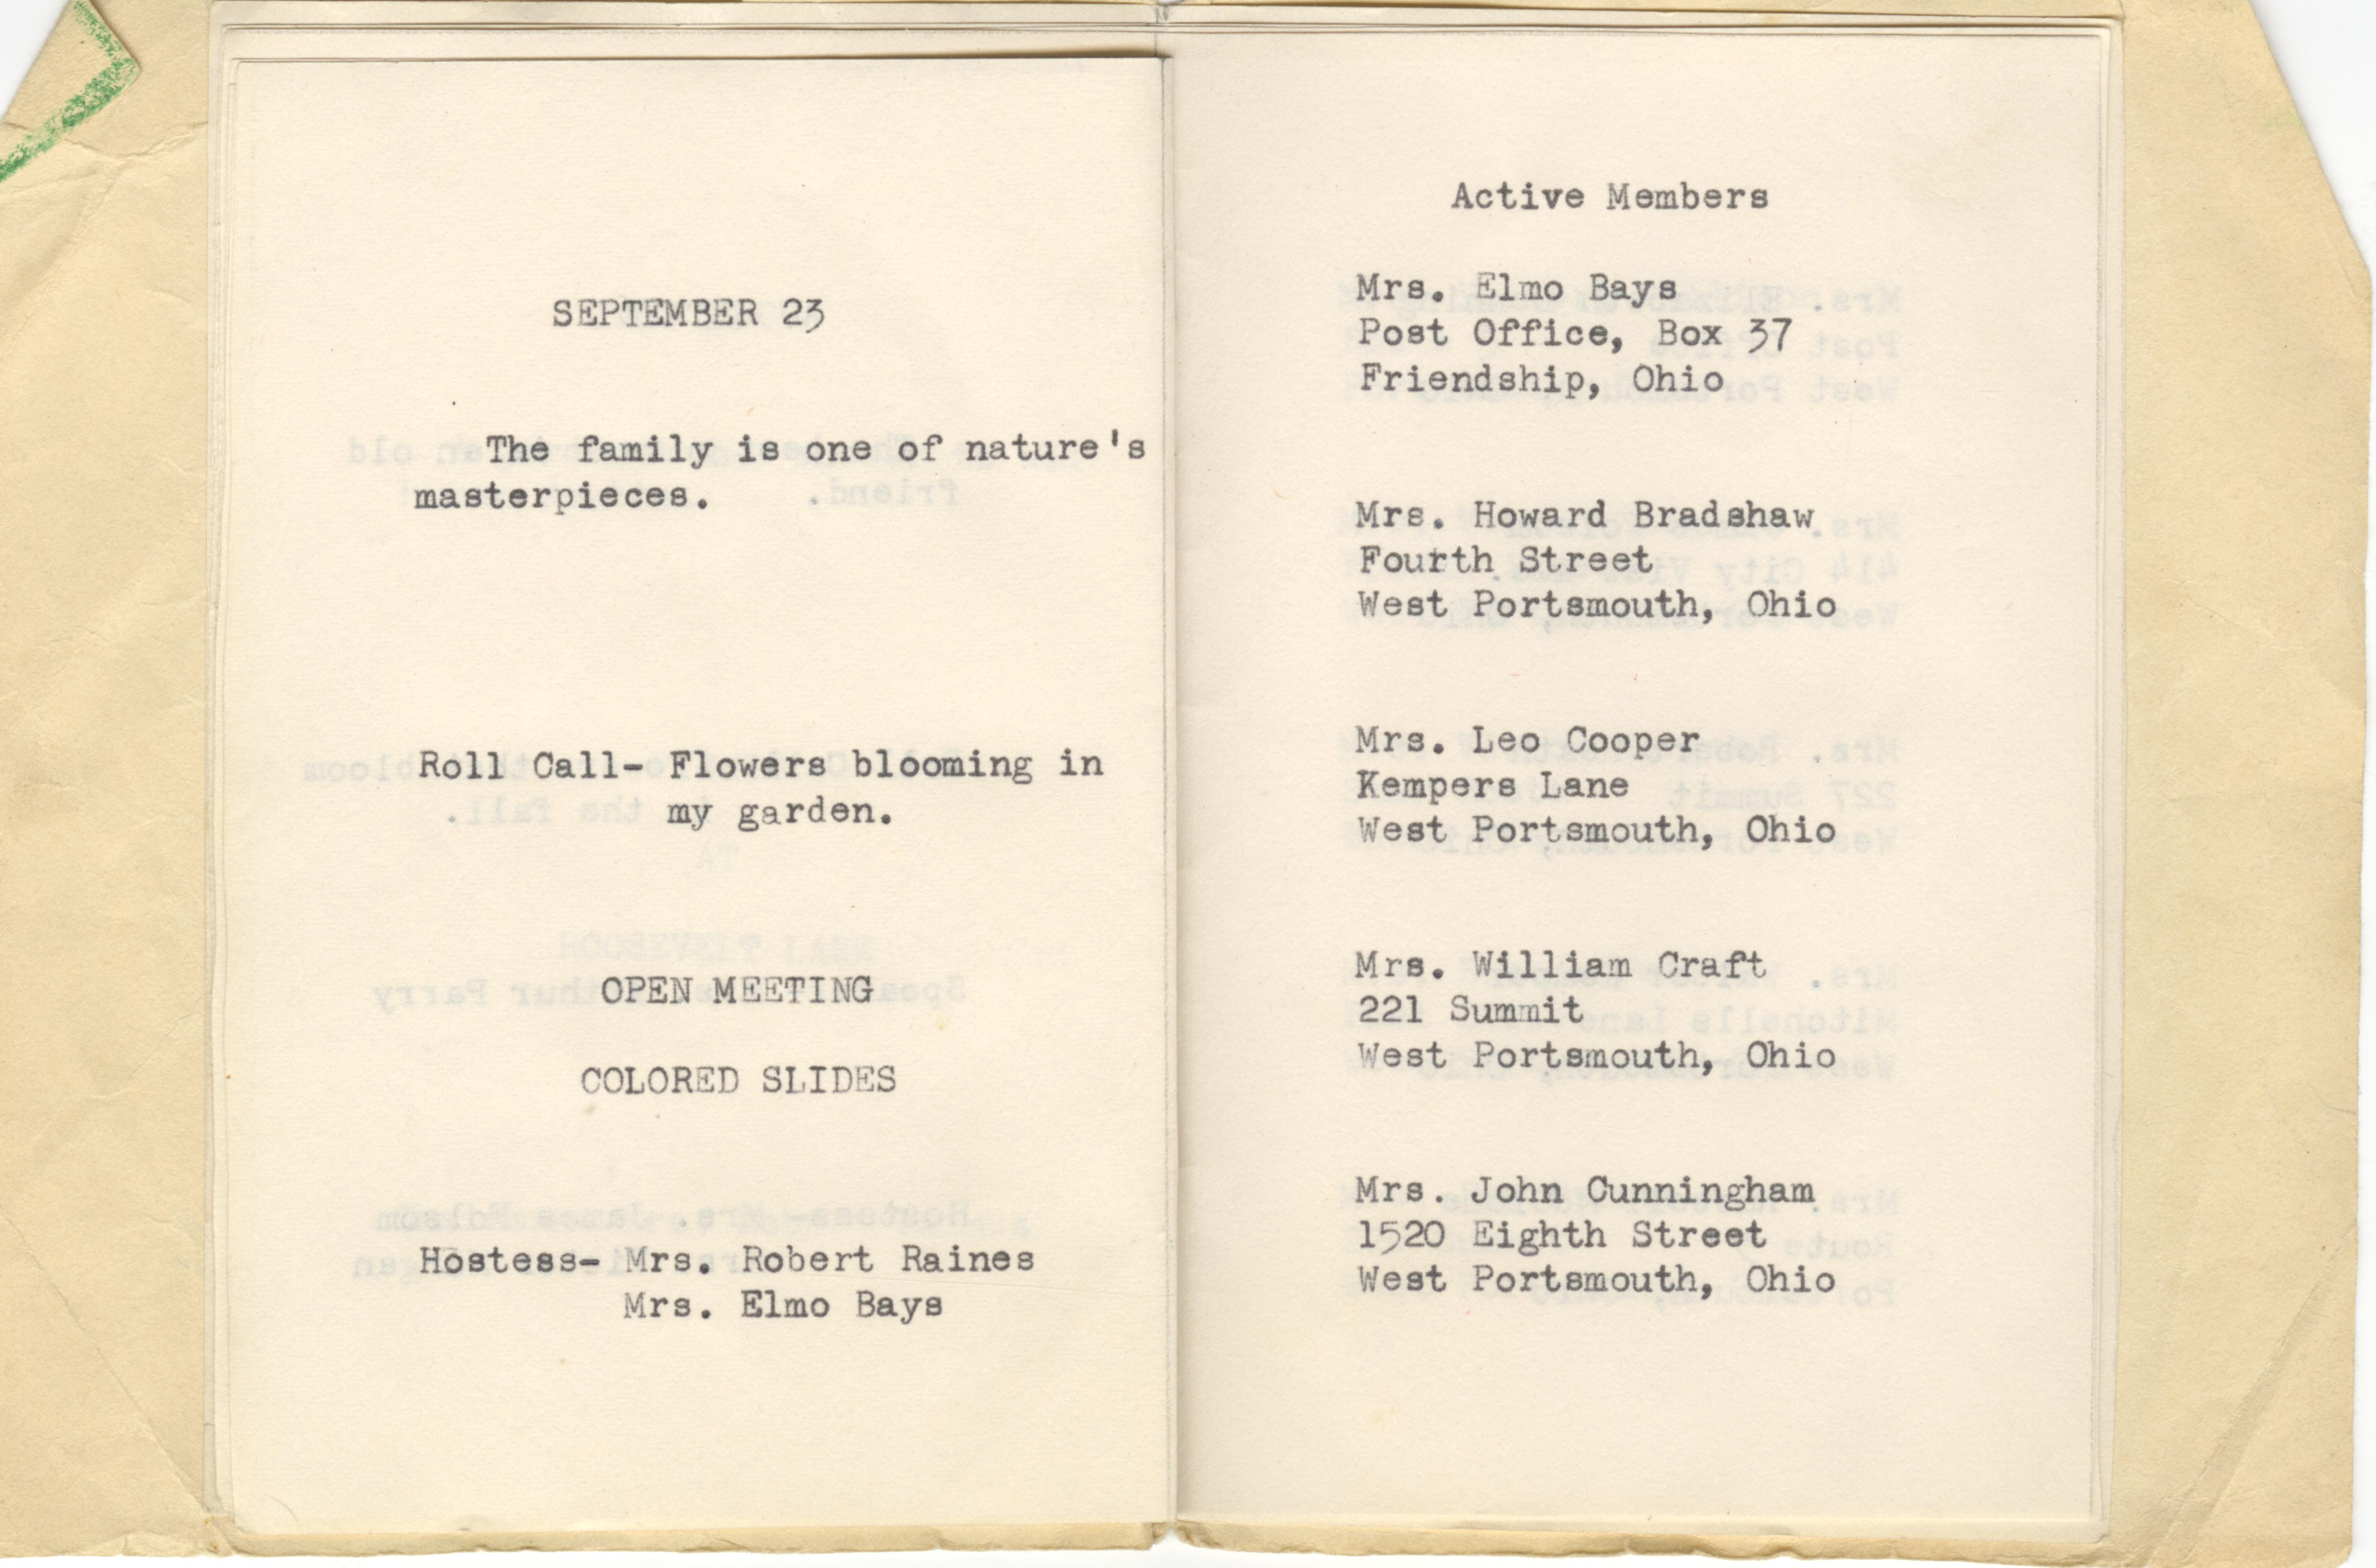 SEPTEMBER 23
The family is one of nature's
masterpieces.
Roll Call- Flowers blooming in
my garden.
OPEN MEETING
COLORED SLIDES
Hostess- Mrs. Robert Raines
Mrs. Elmo Bays
Active Members
Mrs. Elmo Bays
Post Office, Box 37
Friendship, Ohio
Mrs. Howard Bradshaw
Fourth Street
West Portsmouth, Ohio
Mrs. Leo Cooper
Kempers Lane
West Portsmouth, Ohio
Mrs. William Craft
221 Summit
West Portsmouth, Ohio
Mrs. John Cunningham
1520 Eighth Street
West Portsmouth, Ohio